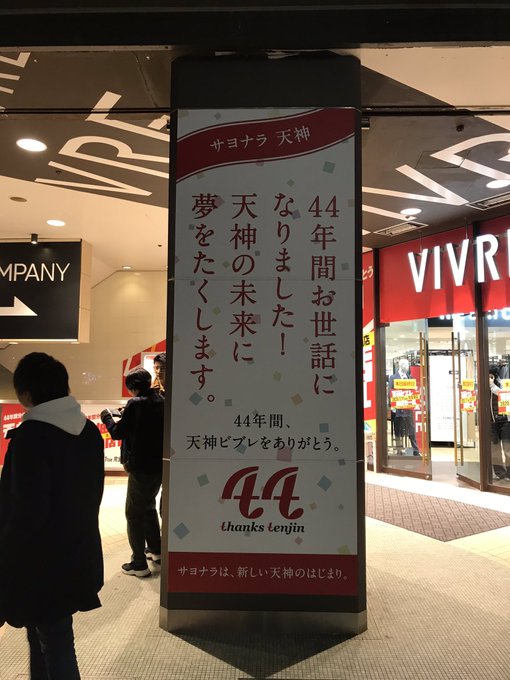 サヨナラ 天神
44年間お世話に
なりました!
天神の未来に
夢をたくします。
44年間、
天神ビブレをありがとう。
44
thanks tenjin
サヨナラは、新しい天神のはじまり。
MPANY
VIVR